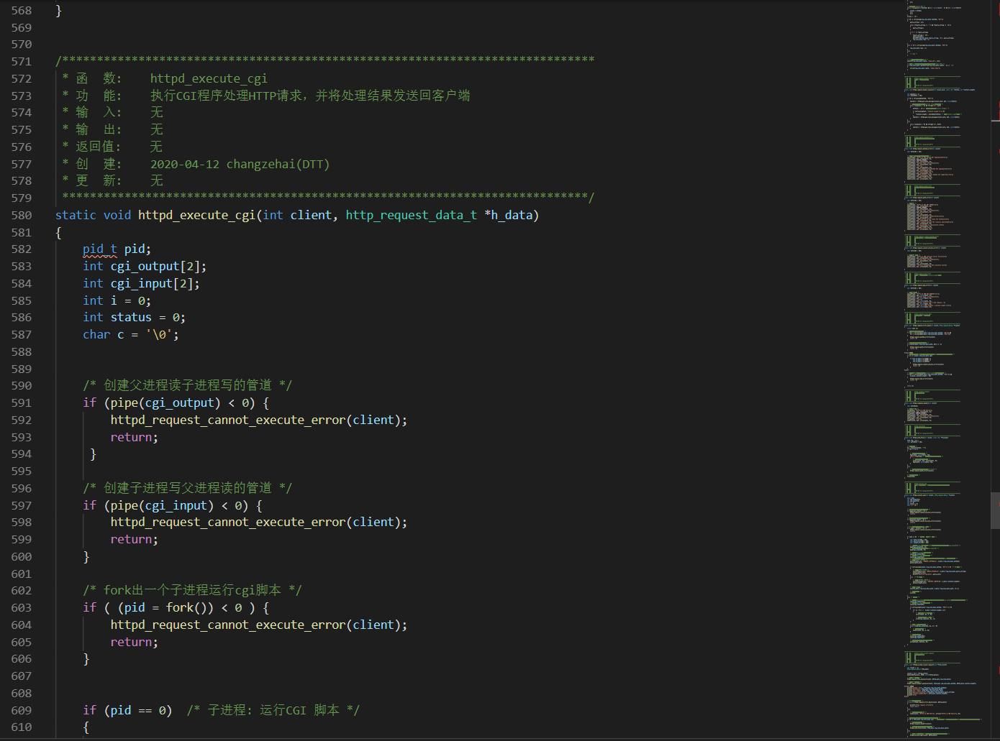 568 }
569
570
571 /*****************************************************************************
572 * 函 数: httpd_execute_cgi
573 * 功 能: 执行CGI程序处理HTTP请求，并将处理结果发送回客户端
574 * 输 入: 无
575 * 输 出: 无
576 * 返回值: 无
577 * 创 建: 2020-04-12 changzehai(DTT)
578 * 更 新: 无
579 ****************************************************************************/
580 static void httpd_execute_cgi(int client, http_request_data_t *h_data)
581 {
582 pid_t pid;
583 int cgi_output[2];
584 int cgi_input[2];
585 int i = 0;
586 int status = 0;
587 char c = '\0';
588
589
590 /* 创建父进程读子进程写的管道 */
591 if (pipe(cgi_output) < 0) {
592 httpd_request_cannot_execute_error(client);
593 return;
594 }
595
596 /* 创建子进程写父进程读的管道 */
597 if (pipe(cgi_input) < 0) {
598 httpd_request_cannot_execute_error(client);
599 return;
600 }
601
602 /* fork出一个子进程运行cgi脚本 */
603 if ( (pid = fork()) < 0 ) {
604 httpd_request_cannot_execute_error(client);
605 return;
606 }
607
608
609 if (pid == 0) /* 子进程: 运行CGI 脚本 */
610 {